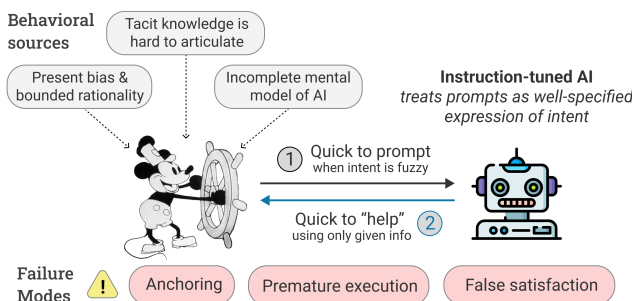 Behavioral
sources
Tacit knowledge is
hard to articulate
Present bias &
bounded rationality
Incomplete mental
model of AI
Instruction-tuned AI
treats prompts as well-specified
expression of intent
1 Quick to prompt
when intent is fuzzy
Quick to “help” 2
using only given info
Failure
Modes
!
Anchoring
Premature execution
False satisfaction